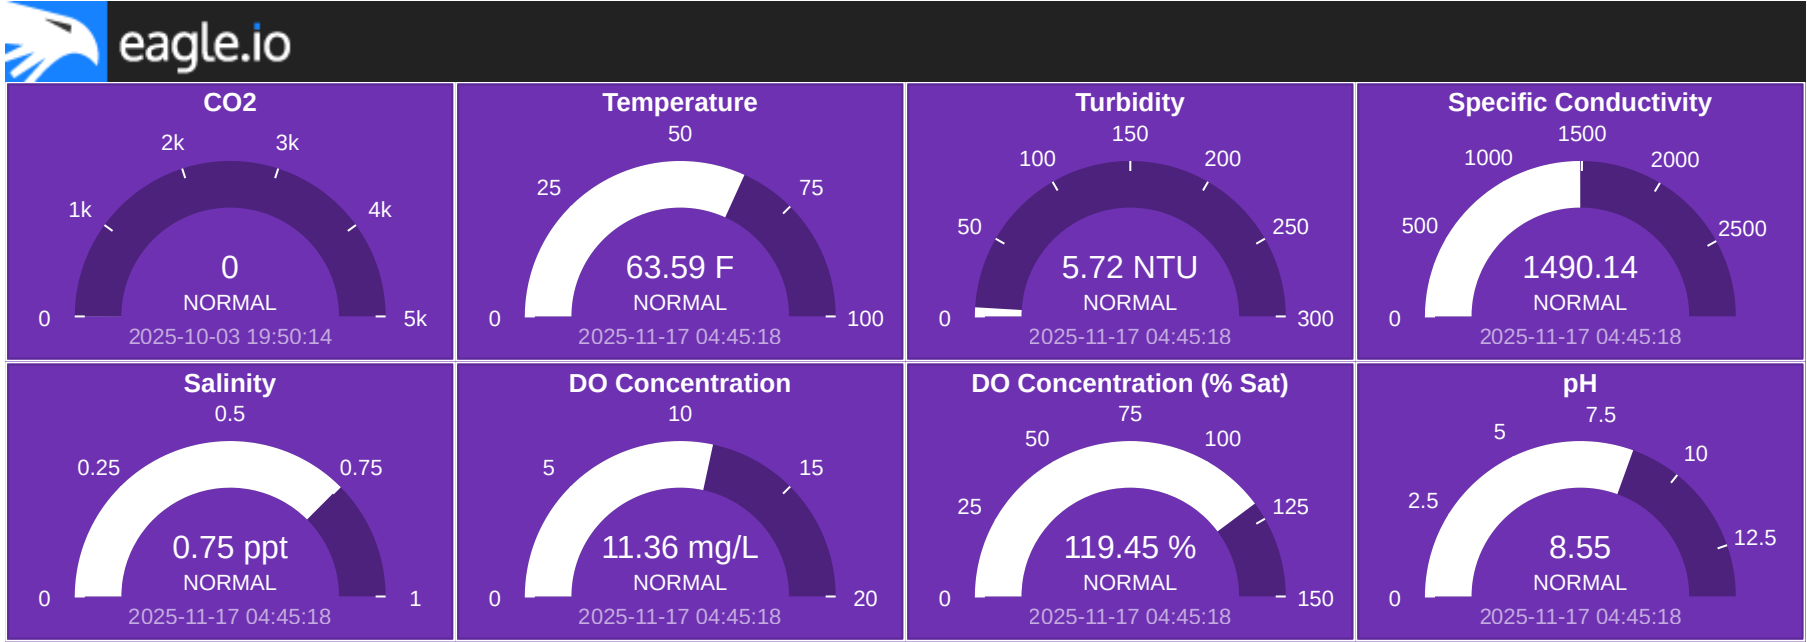 eagle.io
CO2
0
1k
2k
3k
4k
5k
0
NORMAL
2025-10-03 19:50:14
Temperature
0
25
50
75
100
63.59 F
NORMAL
2025-11-17 04:45:18
Turbidity
0
50
100
150
200
250
300
5.72 NTU
NORMAL
2025-11-17 04:45:18
Specific Conductivity
0
500
1000
1500
2000
2500
1490.14
NORMAL
2025-11-17 04:45:18
Salinity
0
0.25
0.5
0.75
1
0.75 ppt
NORMAL
2025-11-17 04:45:18
DO Concentration
0
5
10
15
20
11.36 mg/L
NORMAL
2025-11-17 04:45:18
DO Concentration (% Sat)
0
25
50
75
100
125
150
119.45 %
NORMAL
2025-11-17 04:45:18
pH
0
2.5
5
7.5
10
12.5
8.55
NORMAL
2025-11-17 04:45:18